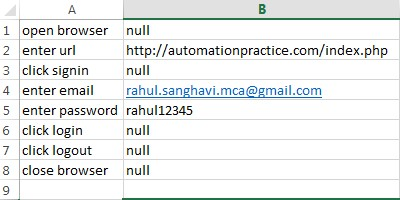 A B
1 open browser null
2 enter url http://automationpractice.com/index.php
3 click signin null
4 enter email rahul.sanghavi.mca@gmail.com
5 enter password rahul12345
6 click login null
7 click logout null
8 close browser null
9